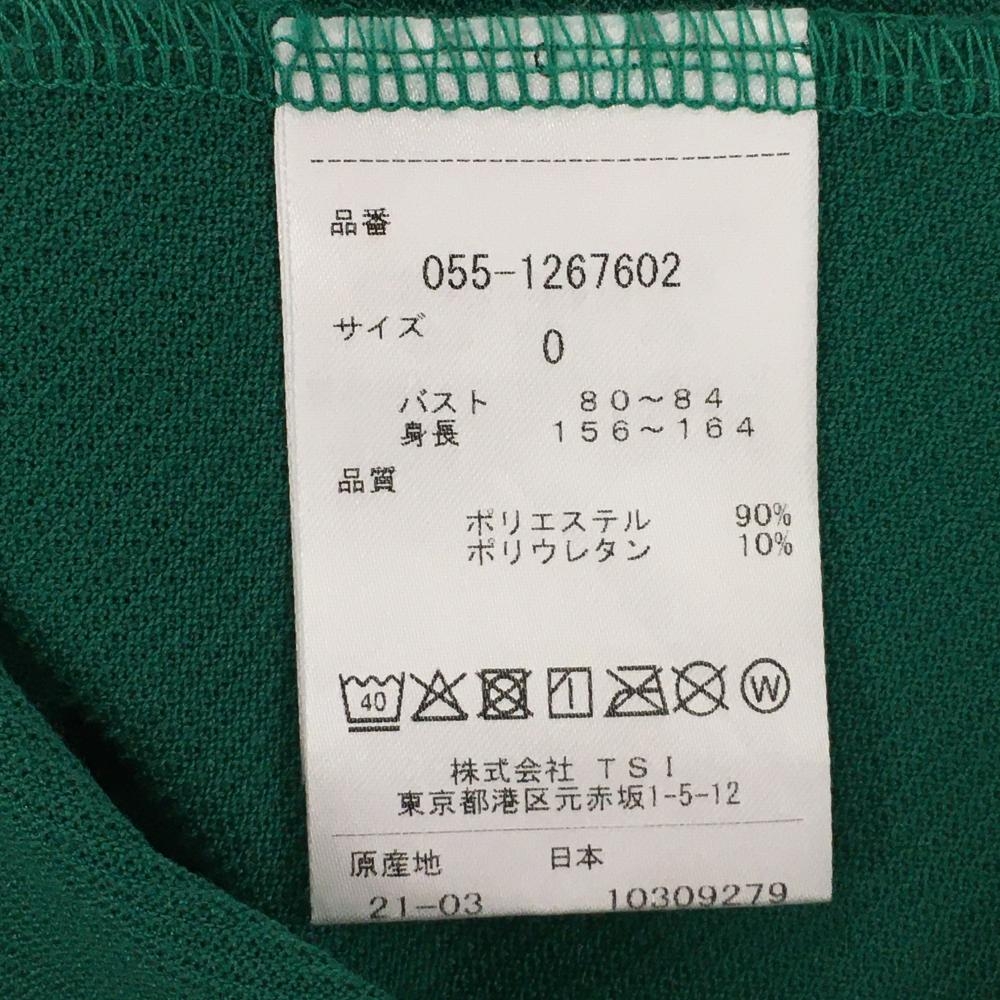 品番
055-1267602
サイズ 0
バスト 80～84
身長 156～164
品質
ポリエステル 90%
ポリウレタン 10%
40 W
株式会社 TSI
東京都港区元赤坂1-5-12
原産地 日本
21-03 10309279